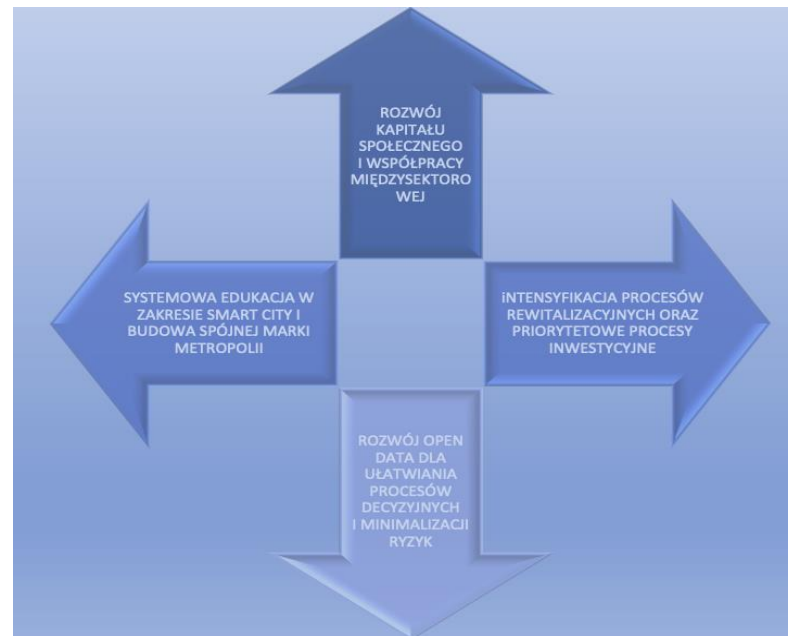 ROZWÓJ
KAPITAŁU
SPOŁECZNEGO
I WSPÓŁPRACY
MIĘDZYSEKTORO
WEJ
SYSTEMOWA EDUKACJA W
ZAKRESIE SMART CITY I
BUDOWA SPÓJNEJ MARKI
METROPOLII
iNTENSYFIKACJA PROCESÓW
REWITALIZACYJNYCH ORAZ
PRIORYTETOWE PROCESY
INWESTYCYJNE
ROZWÓJ OPEN
DATA DLA
UŁATWIANIA
PROCESÓW
DECYZYJNYCH
I MINIMALIZACJI
RYZYK